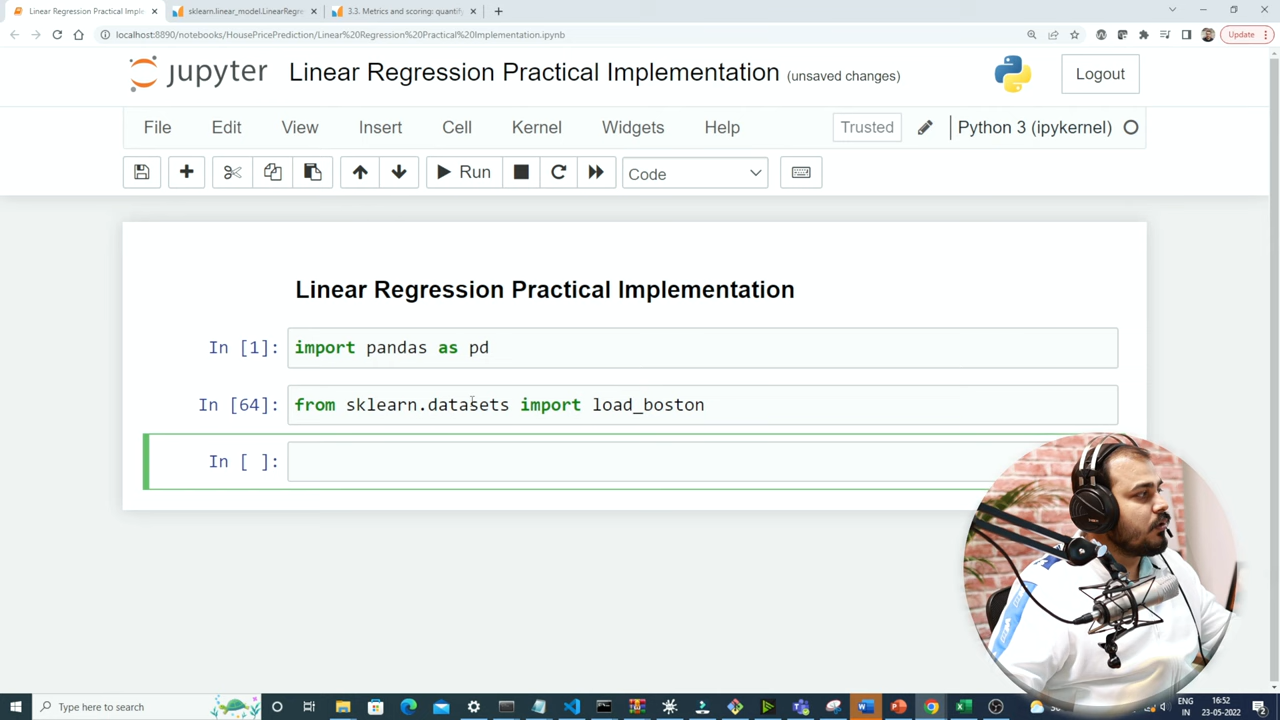 Linear Regression Practical Imple
sklearn.linear_model.LinearRegre
3.3. Metrics and scoring: quantif
localhost:8890/notebooks/HousePricePrediction/Linear%20Regression%20Practical%20Implementation.ipynb
Update
jupyter Linear Regression Practical Implementation (unsaved changes)
Logout
File Edit View Insert Cell Kernel Widgets Help Trusted Python 3 (ipykernel)
Run Code
Linear Regression Practical Implementation
In [1]: import pandas as pd
In [64]: from sklearn.datasets import load_boston
In [ ]:
Type here to search
ENG
IN
16:52
23-05-2022
2